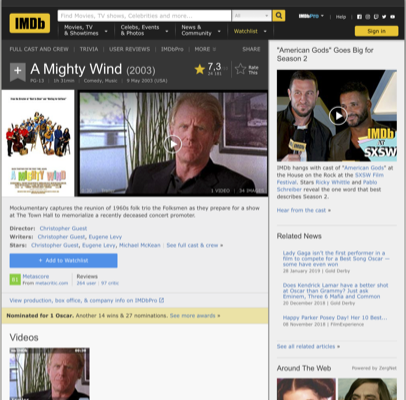 IMDb
Find Movies, TV shows, Celebrities and more...
All
IMDbPro
Help
Movies, TV & Showtimes
Celebs, Events & Photos
News & Community
Watchlist
Sign in
FULL CAST AND CREW | TRIVIA | USER REVIEWS | IMDbPro | MORE
SHARE
A Mighty Wind (2003)
PG-13 | 1h 31min | Comedy, Music | 9 May 2003 (USA)
7,3
Rate This
A MIGHTY WIND
1 VIDEO | 34 IMAGES
Mockumentary captures the reunion of 1960s folk trio the Folksmen as they prepare for a show
at The Town Hall to memorialize a recently deceased concert promoter.
Director: Christopher Guest
Writers: Christopher Guest, Eugene Levy
Stars: Christopher Guest, Eugene Levy, Michael McKean | See full cast & crew »
+ Add to Watchlist
81
Metascore
From metacritic.com
Reviews
264 user | 97 critic
View production, box office, & company info on IMDbPro
Nominated for 1 Oscar. Another 14 wins & 27 nominations. See more awards »
Videos
"American Gods" Goes Big for
Season 2
IMDb
at
SXSW
IMDb hangs with cast of "American Gods" at
the House on the Rock at the SXSW Film
Festival. Stars Ricky Whittle and Pablo
Schreiber reveal the one word that best
describes Season 2.
Hear from the cast »
Related News
Lady Gaga isn't the first performer in a
film to compete for a Best Song Oscar —
some have even won
28 January 2019 | Gold Derby
Does Kendrick Lamar have a better shot
at Oscar than Grammy? Just ask
Eminem, Three 6 Mafia and Common
20 December 2018 | Gold Derby
Happy Parker Posey Day! Her 10 Best...
08 November 2018 | FilmExperience
See all related articles »
Around The Web
Powered by ZergNet